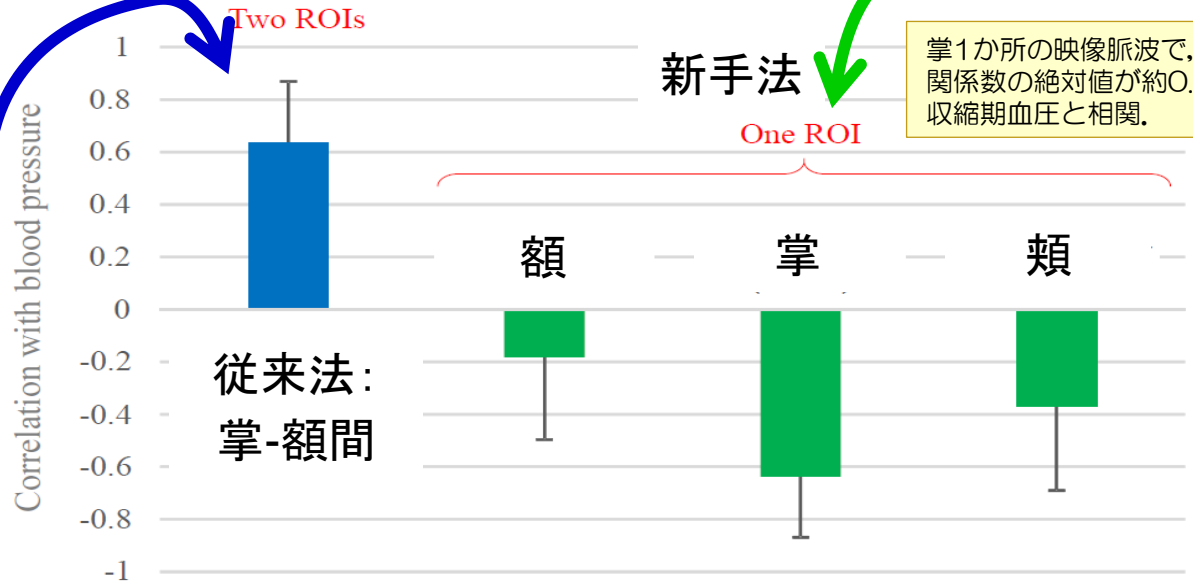 Two ROIs
新手法
掌1か所の映像脈波で,
関係数の絶対値が約0.
収縮期血圧と相関.
One ROI
Correlation with blood pressure
1
0.8
0.6
0.4
0.2
0
-0.2
-0.4
-0.6
-0.8
-1
額
掌
頬
従来法:
掌-額間